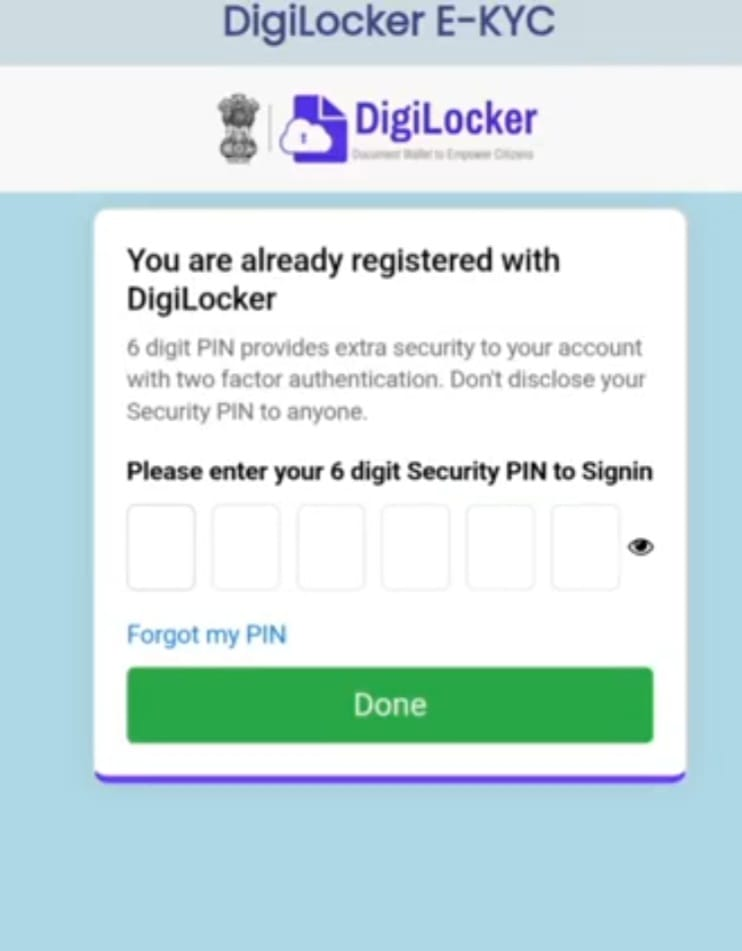 DigiLocker E-KYC
DigiLocker
Document Wallet to Empower Citizens
You are already registered with
DigiLocker
6 digit PIN provides extra security to your account
with two factor authentication. Don't disclose your
Security PIN to anyone.
Please enter your 6 digit Security PIN to Signin
Forgot my PIN
Done